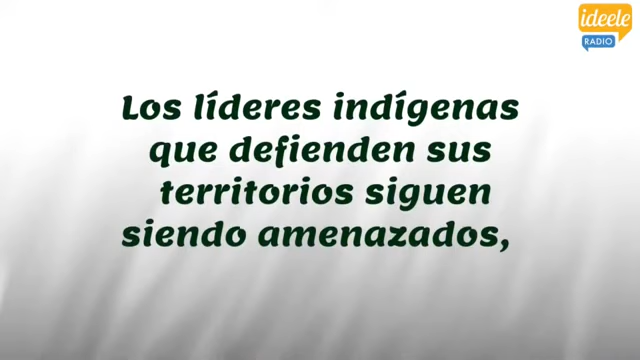 ideele
RADIO
Los líderes indígenas
que defienden sus
territorios siguen
siendo amenazados,